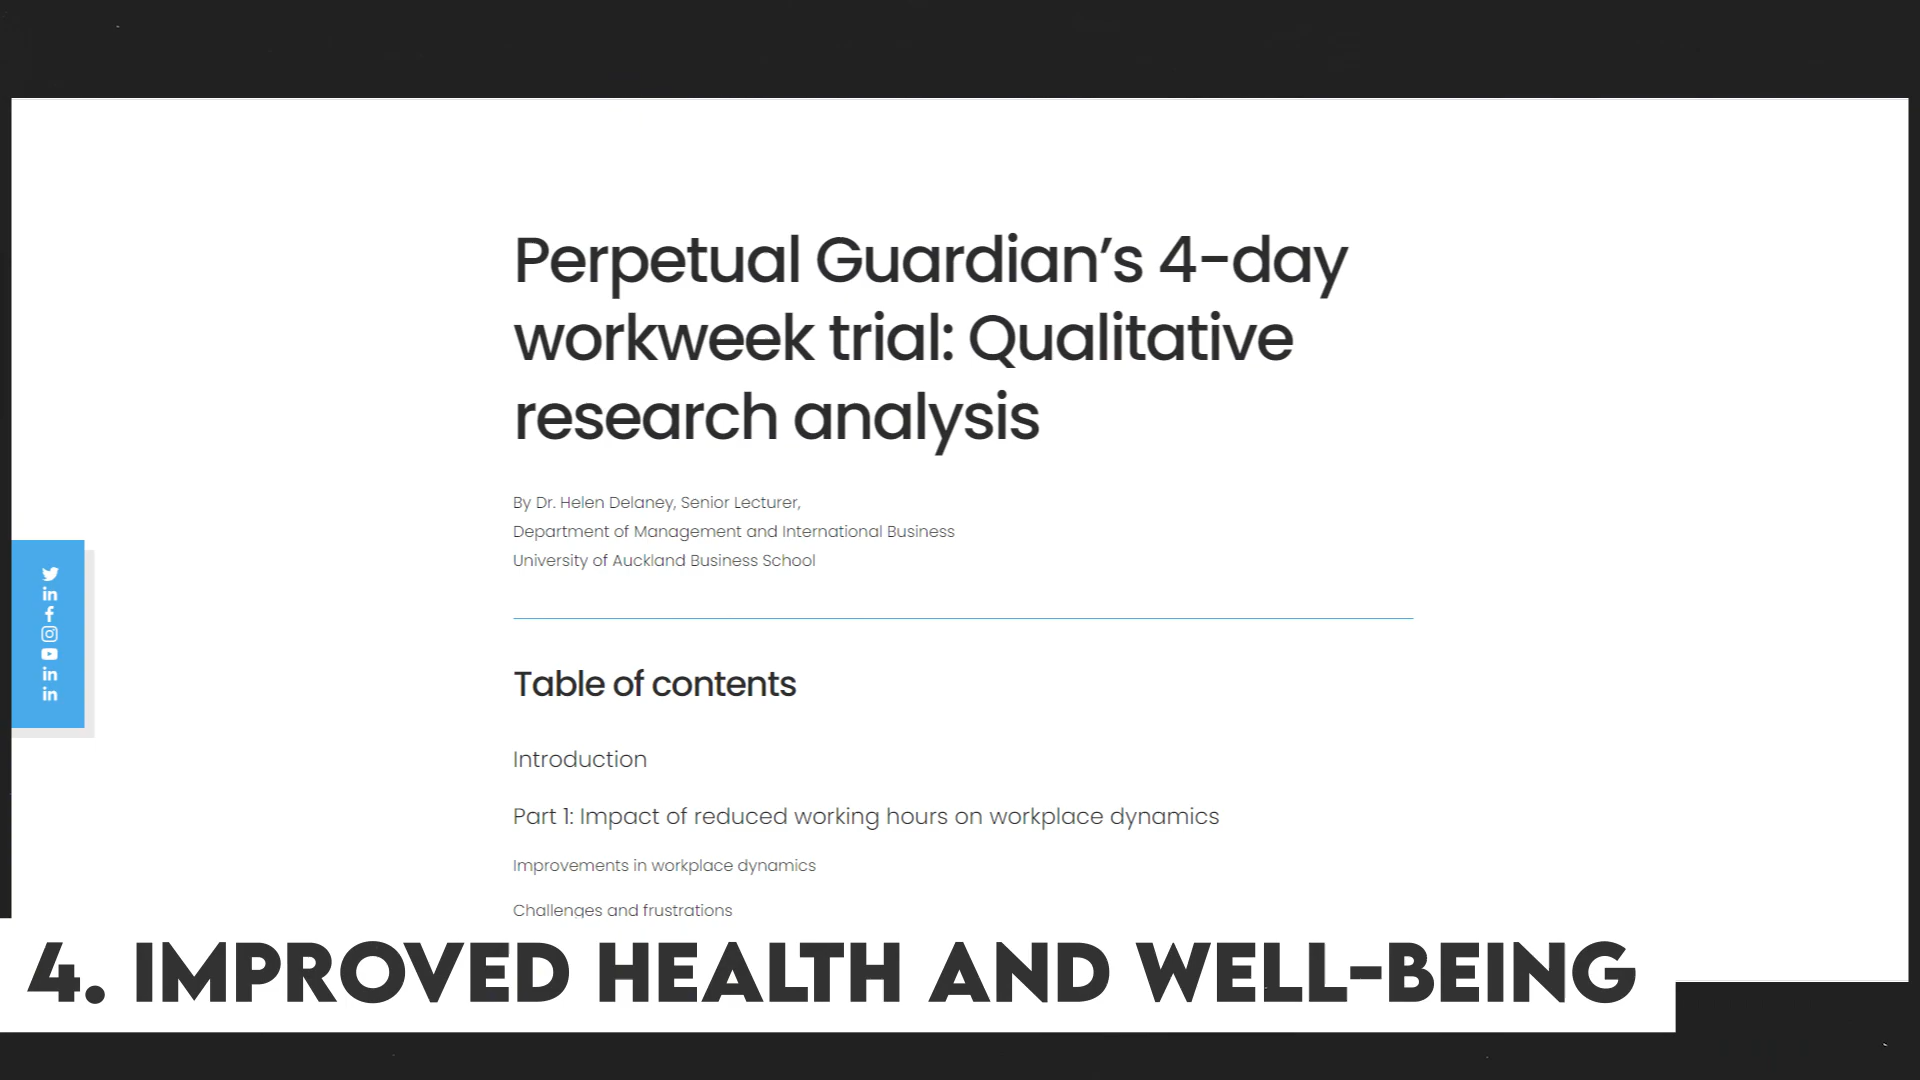 Perpetual Guardian’s 4-day
workweek trial: Qualitative
research analysis
By Dr. Helen Delaney, Senior Lecturer,
Department of Management and International Business
University of Auckland Business School
Table of contents
Introduction
Part 1: Impact of reduced working hours on workplace dynamics
Improvements in workplace dynamics
Challenges and frustrations
4. IMPROVED HEALTH AND WELL-BEING